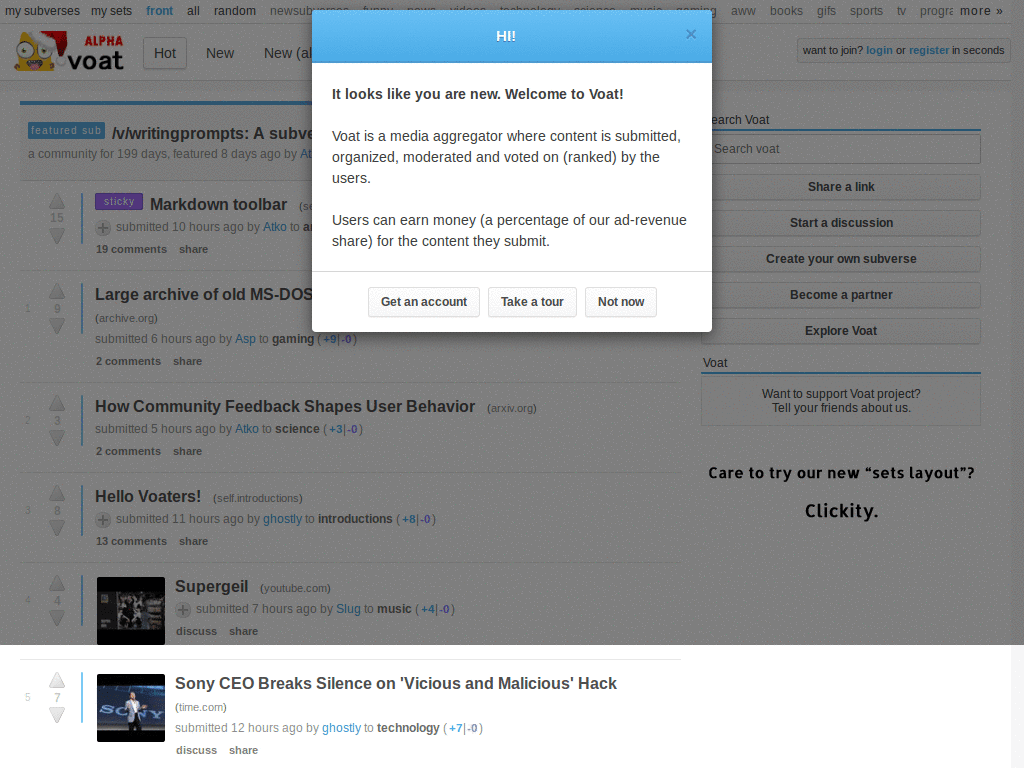 my subverses my sets front all random newsubverses funny news videos technology science music gaming aww books gifs sports tv progra more »
ALPHA
voat
Hot New New (al
want to join? login or register in seconds
HI! ×
It looks like you are new. Welcome to Voat!
Voat is a media aggregator where content is submitted,
organized, moderated and voted on (ranked) by the
users.
Users can earn money (a percentage of our ad-revenue
share) for the content they submit.
Get an account Take a tour Not now
featured sub /v/writingprompts: A subve
a community for 199 days, featured 8 days ago by At
15
sticky Markdown toolbar (se
submitted 10 hours ago by Atko to a
19 comments share
1 9
Large archive of old MS-DOS
(archive.org)
submitted 6 hours ago by Asp to gaming (+9|-0)
2 comments share
2 3
How Community Feedback Shapes User Behavior (arxiv.org)
submitted 5 hours ago by Atko to science (+3|-0)
2 comments share
3 8
Hello Voaters! (self.introductions)
submitted 11 hours ago by ghostly to introductions (+8|-0)
13 comments share
4 4
Supergeil (youtube.com)
submitted 7 hours ago by Slug to music (+4|-0)
discuss share
5 7
SONY
Sony CEO Breaks Silence on 'Vicious and Malicious' Hack
(time.com)
submitted 12 hours ago by ghostly to technology (+7|-0)
discuss share
earch Voat
Search voat
Share a link
Start a discussion
Create your own subverse
Become a partner
Explore Voat
Voat
Want to support Voat project?
Tell your friends about us.
Care to try our new “sets layout”?
Clickity.